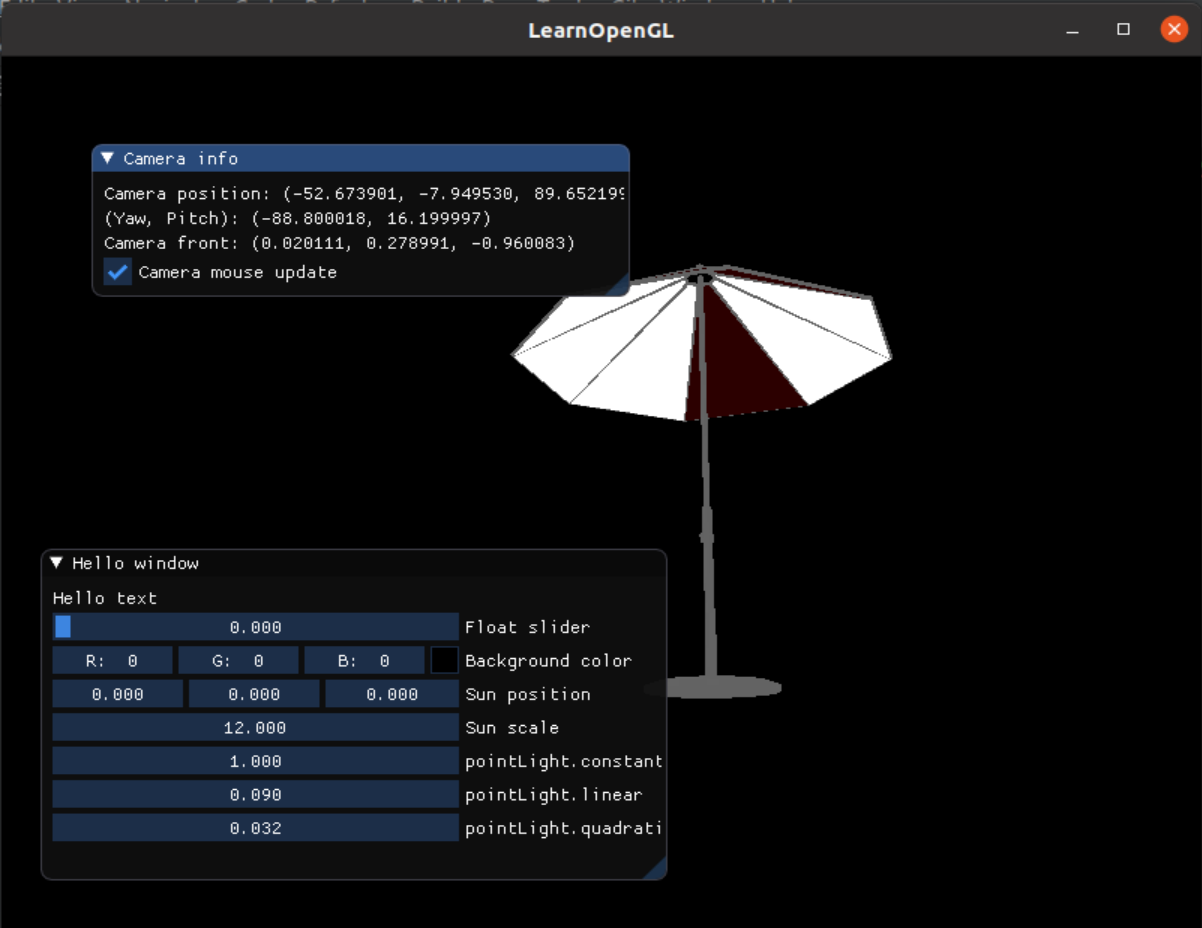 LearnOpenGL
Camera info
Camera position: (-52.673901, -7.949530, 89.652199
(Yaw, Pitch): (-88.800018, 16.199997)
Camera front: (0.020111, 0.278991, -0.960083)
Camera mouse update
Hello window
Hello text
0.000 Float slider
R: 0 G: 0 B: 0 Background color
0.000 0.000 0.000 Sun position
12.000 Sun scale
1.000 pointLight.constant
0.090 pointLight.linear
0.032 pointLight.quadrati